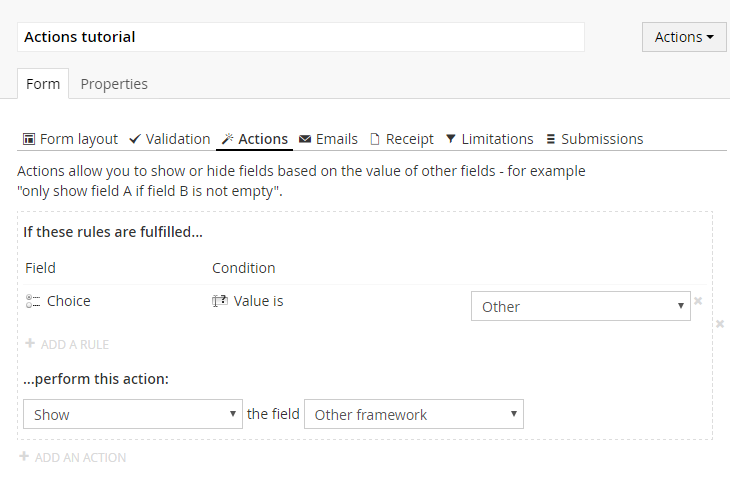 Actions tutorial
Actions
Form Properties
Form layout Validation Actions Emails Receipt Limitations Submissions
Actions allow you to show or hide fields based on the value of other fields - for example
"only show field A if field B is not empty".
If these rules are fulfilled...
Field Condition
Choice Value is Other
ADD A RULE
...perform this action:
Show the field Other framework
ADD AN ACTION